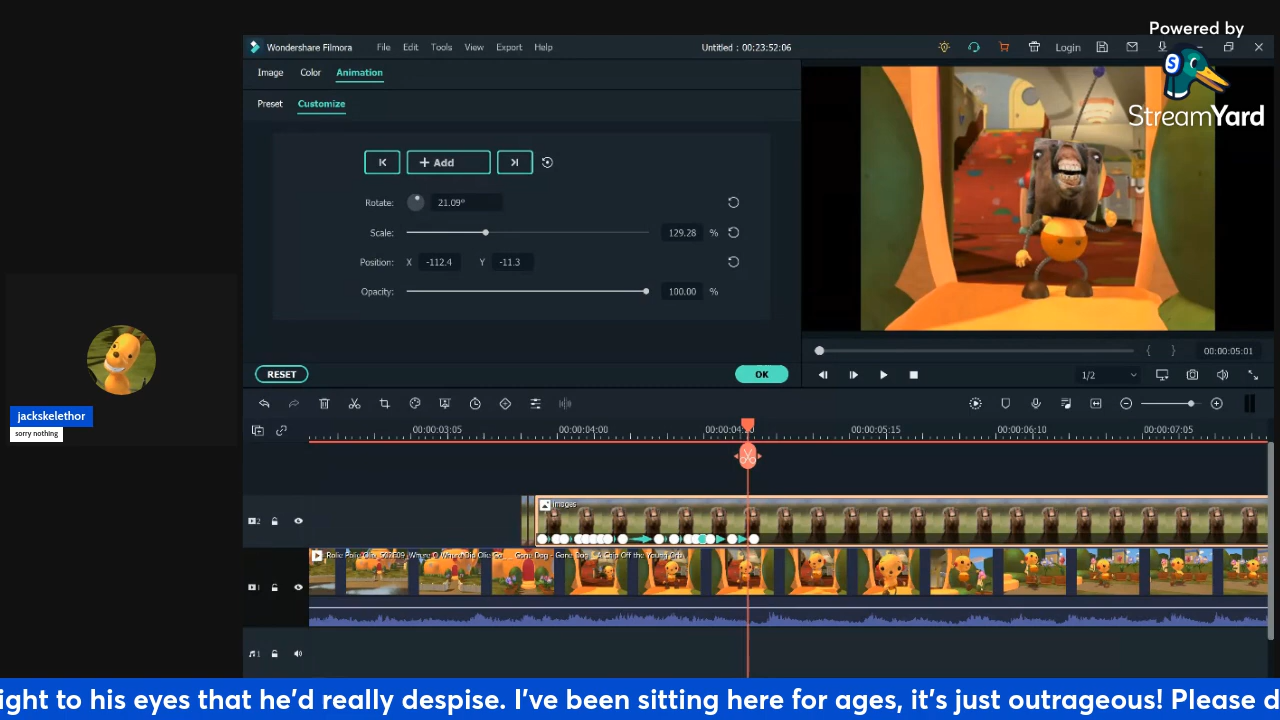 Powered by
StreamYard
Wondershare Filmora
File Edit Tools View Export Help
Untitled : 00:23:52:06
Login
Image Color Animation
Preset Customize
+ Add
Rotate: 21.09°
Scale: 129.28 %
Position: X -112.4 Y -11.3
Opacity: 100.00 %
RESET
OK
00:00:05:01
1/2
jackskelethor
sorry nothing
00:00:03:05 00:00:04:00 00:00:05:15 00:00:06:10 00:00:07:05
2
images
1
1
ight to his eyes that he'd really despise. I've been sitting here for ages, it's just outrageous! Please d